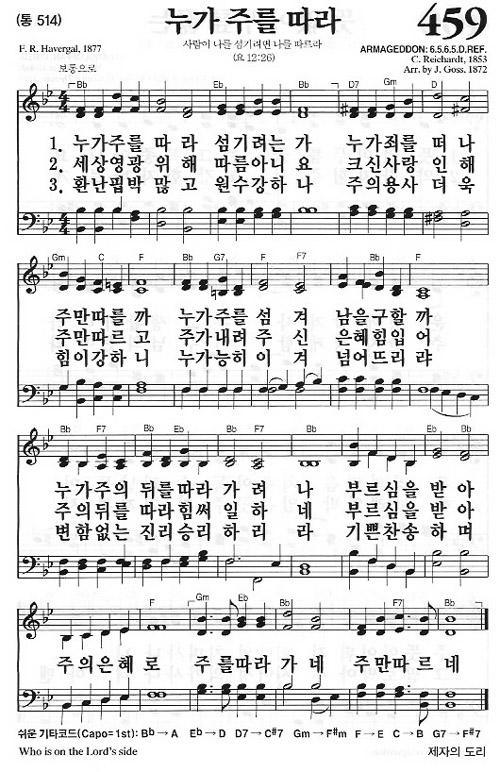 (통 514)
누가 주를 따라
459
F. R. Havergal, 1877
사람이 나를 섬기려면 나를 따르라
(요 12:26)
ARMAGEDDON: 6.5.6.5.D.REF.
C. Reichardt, 1853
Arr. by J. Goss, 1872
보통으로
Bb Eb Bb D7 Gm D
1. 누가주를 따 라 섬기려는 가 누가죄를 떠 나
2. 세상영광 위 해 따름아니 요 크신사랑 인 해
3. 환난핍박 많 고 원수강하 나 주의용사 더 욱
Gm C F Bb G7 F F7 Eb Bb F
주만따를 까 누가주를 섬 겨 남을구할 까
주만따르 고 주가내려 주 신 은혜힘입 어
힘이강하 니 누가능히 이 겨 넘어뜨리 랴
Bb F7 Bb F7 Bb F Eb Bb
누가주의 뒤를따라 가려 나 부르심을 받 아
주의뒤를 따라힘써 일하 네 부르심을 받 아
변함없는 진리승리 하리 라 기쁜찬송 하 며
F Gm Eb Bb F7 Bb
주의은혜 로 주를따라 가 네 주만따르 네
쉬운 기타코드(Capo=1st): Bb→A Eb→D D7→C#7 Gm→F#m F→E C→B G7→F#7
Who is on the Lord's side
제자의 도리